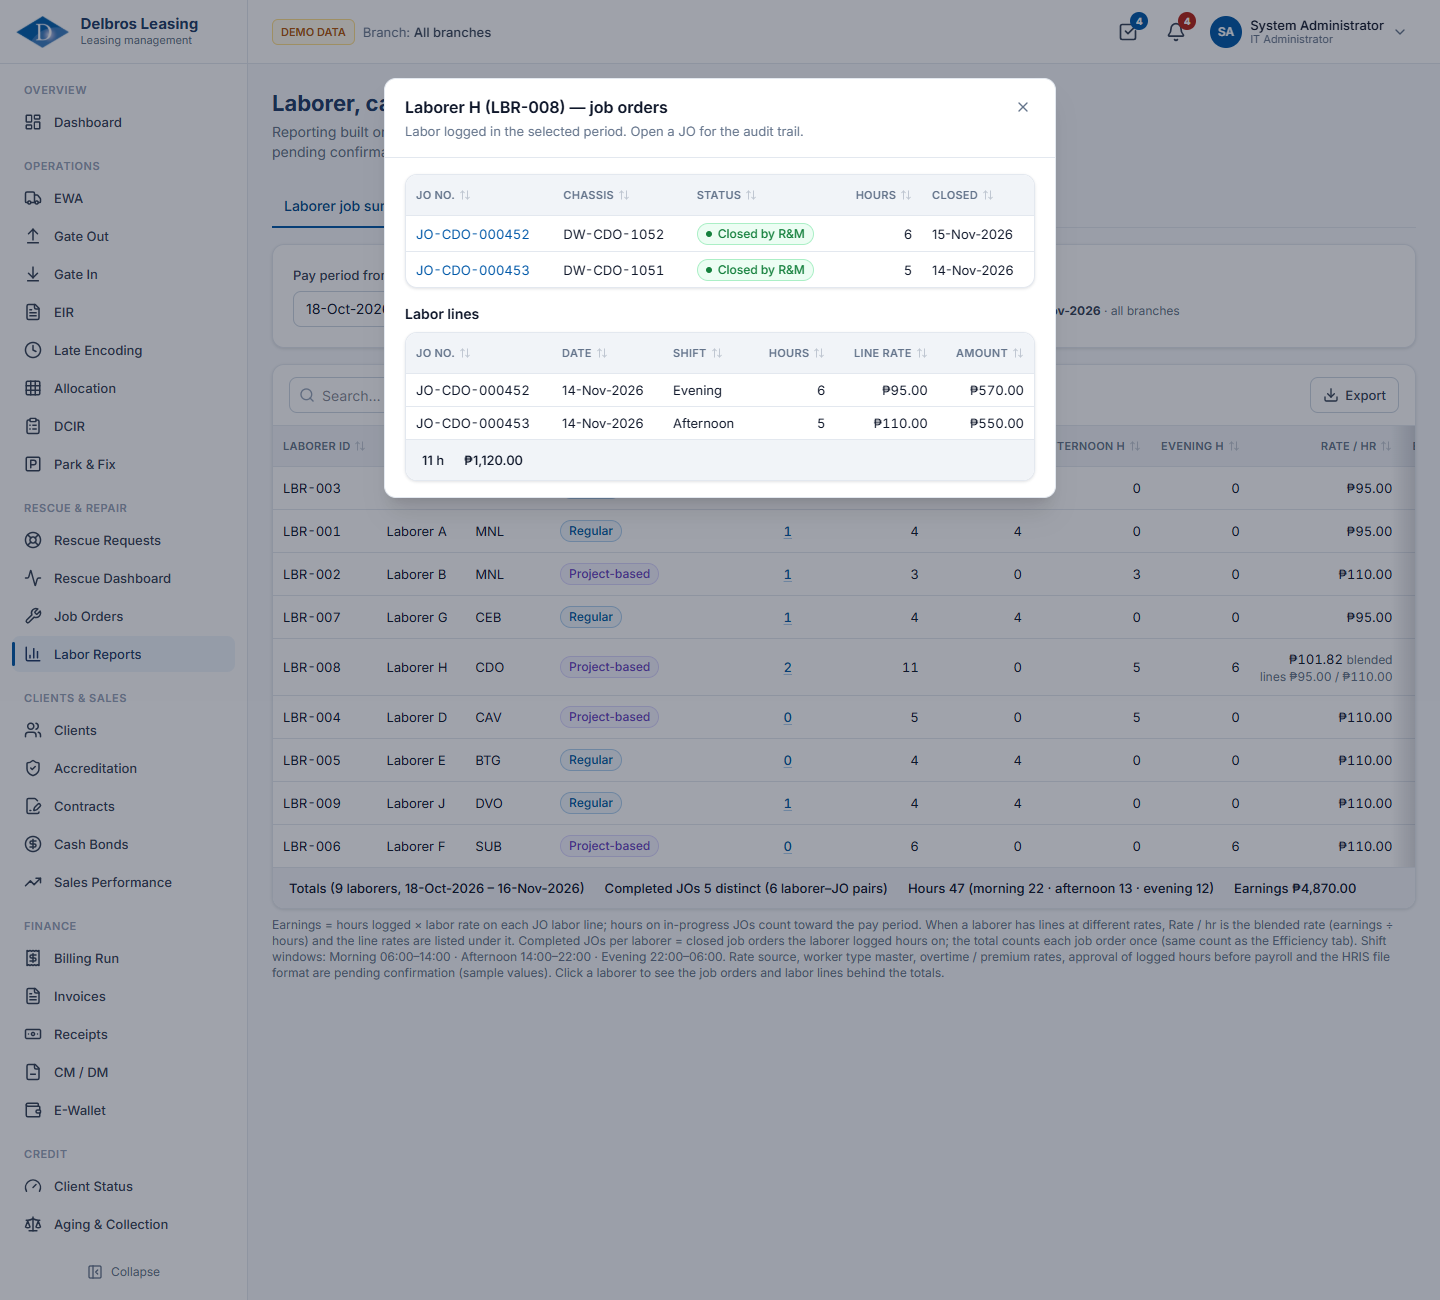 Delbros Leasing
Leasing management
DEMO DATA
Branch: All branches
4
4
SA
System Administrator
IT Administrator
OVERVIEW
Dashboard
OPERATIONS
EWA
Gate Out
Gate In
EIR
Late Encoding
Allocation
DCIR
Park & Fix
RESCUE & REPAIR
Rescue Requests
Rescue Dashboard
Job Orders
Labor Reports
CLIENTS & SALES
Clients
Accreditation
Contracts
Cash Bonds
Sales Performance
FINANCE
Billing Run
Invoices
Receipts
CM / DM
E-Wallet
CREDIT
Client Status
Aging & Collection
Collapse
Laborer,
Reporting built
pending
Laborer job
Pay period
18-Oct-2026
-2026 · all branches
Search...
Export
Laborer H (LBR-008) — job orders
Labor logged in the selected period. Open a JO for the audit trail.
JO NO. CHASSIS STATUS HOURS CLOSED
JO-CDO-000452 DW-CDO-1052 Closed by R&M 6 15-Nov-2026
JO-CDO-000453 DW-CDO-1051 Closed by R&M 5 14-Nov-2026
Labor lines
JO NO. DATE SHIFT HOURS LINE RATE AMOUNT
JO-CDO-000452 14-Nov-2026 Evening 6 ₱95.00 ₱570.00
JO-CDO-000453 14-Nov-2026 Afternoon 5 ₱110.00 ₱550.00
11 h ₱1,120.00
LABORER ID TERNOON H EVENING H RATE / HR
LBR-003 0 0 ₱95.00
LBR-001 Laborer A MNL Regular 1 4 4 0 0 ₱95.00
LBR-002 Laborer B MNL Project-based 1 3 0 3 0 ₱110.00
LBR-007 Laborer G CEB Regular 1 4 4 0 0 ₱95.00
LBR-008 Laborer H CDO Project-based 2 11 0 5 6 ₱101.82 blended
lines ₱95.00 / ₱110.00
LBR-004 Laborer D CAV Project-based 0 5 0 5 0 ₱110.00
LBR-005 Laborer E BTG Regular 0 4 4 0 0 ₱110.00
LBR-009 Laborer J DVO Regular 1 4 4 0 0 ₱110.00
LBR-006 Laborer F SUB Project-based 0 6 0 0 6 ₱110.00
Totals (9 laborers, 18-Oct-2026 – 16-Nov-2026) Completed JOs 5 distinct (6 laborer–JO pairs) Hours 47 (morning 22 · afternoon 13 · evening 12) Earnings ₱4,870.00
Earnings = hours logged × labor rate on each JO labor line; hours on in-progress JOs count toward the pay period. When a laborer has lines at different rates, Rate / hr is the blended rate (earnings ÷
hours) and the line rates are listed under it. Completed JOs per laborer = closed job orders the laborer logged hours on; the total counts each job order once (same count as the Efficiency tab). Shift
windows: Morning 06:00–14:00 · Afternoon 14:00–22:00 · Evening 22:00–06:00. Rate source, worker type master, overtime / premium rates, approval of logged hours before payroll and the HRIS file
format are pending confirmation (sample values). Click a laborer to see the job orders and labor lines behind the totals.